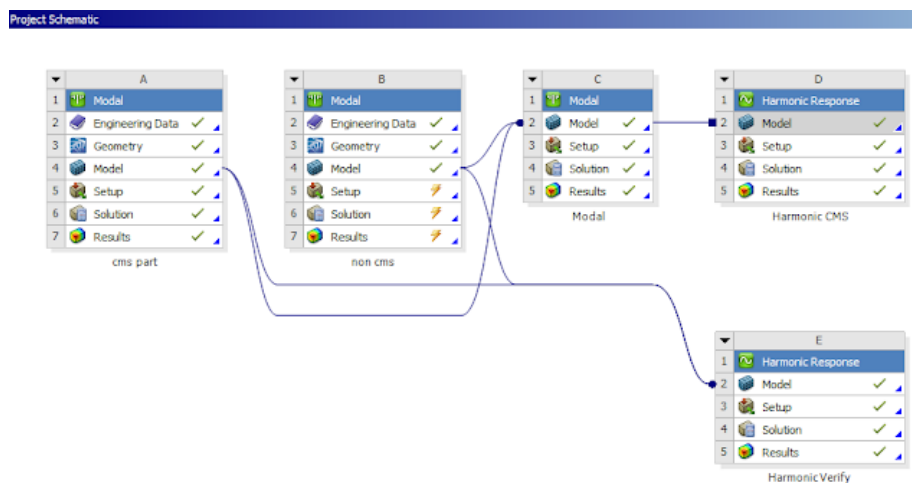 Project Schematic
A
1 Modal
2 Engineering Data
3 Geometry
4 Model
5 Setup
6 Solution
7 Results
cms part
B
1 Modal
2 Engineering Data
3 Geometry
4 Model
5 Setup
6 Solution
7 Results
non cms
C
1 Modal
2 Model
3 Setup
4 Solution
5 Results
Modal
D
1 Harmonic Response
2 Model
3 Setup
4 Solution
5 Results
Harmonic CMS
E
1 Harmonic Response
2 Model
3 Setup
4 Solution
5 Results
Harmonic Verify